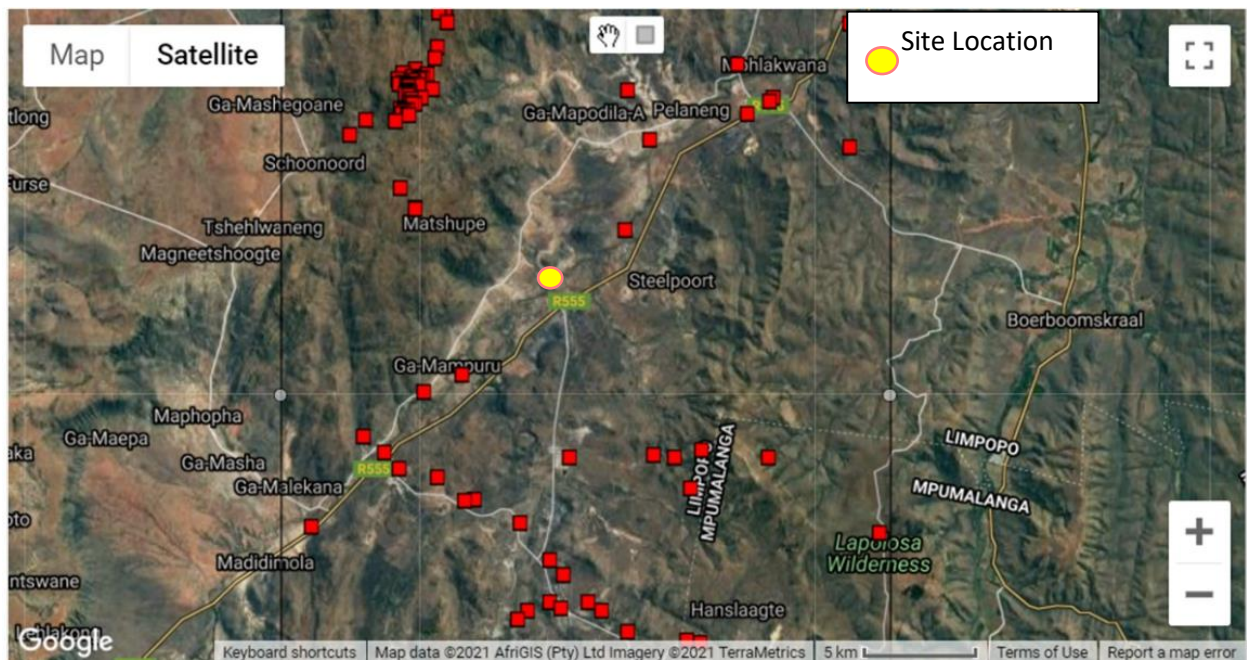 Map
Satellite
Site Location
Mohlakwana
Ga-Mashegoane
Ga-Mapodila-A
Pelaneng
tlong
Schoonoord
Furse
Matshupe
Tshehlwaneng
Magneetshoogte
Steelpoort
R555
Boerboomskraal
Ga-Mampuru
Maphopha
Ga-Maepa
LIMPOPO
MPUMALANGA
LIMPOPO
MPUMALANGA
aka
Ga-Masha
R555
Ga-Malekana
oto
Lapolosa
Wilderness
Madidimola
ntswane
Hanslaagte
Google
Keyboard shortcuts
Map data ©2021 AfriGIS (Pty) Ltd Imagery ©2021 TerraMetrics
5 km
Terms of Use
Report a map error